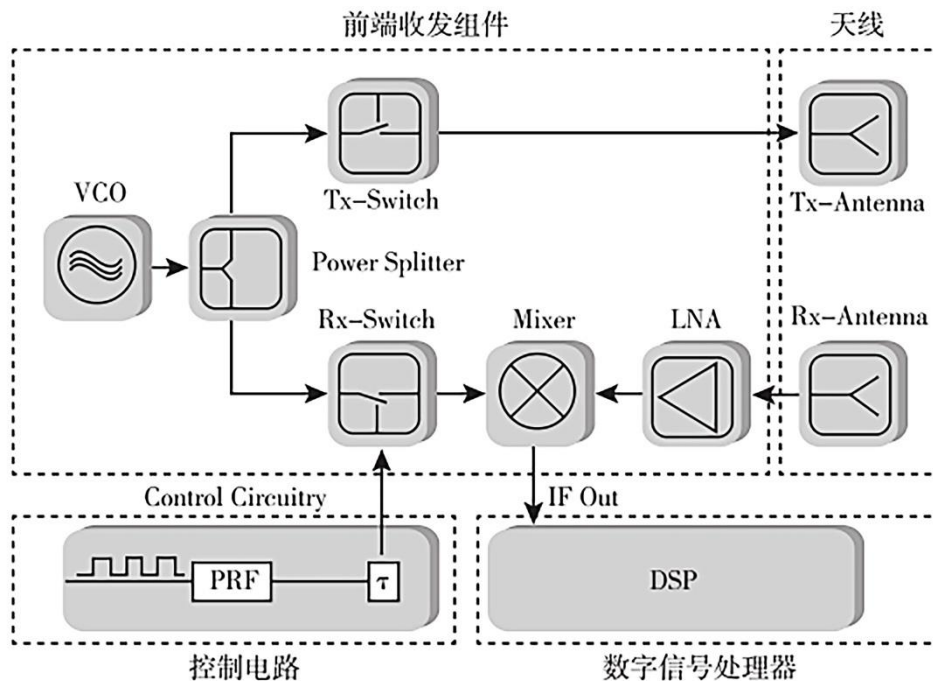 前端收发组件
天线
VCO
Tx-Switch
Tx-Antenna
Power Splitter
Rx-Switch
Mixer
LNA
Rx-Antenna
Control Circuitry
IF Out
PRF
τ
DSP
控制电路
数字信号处理器